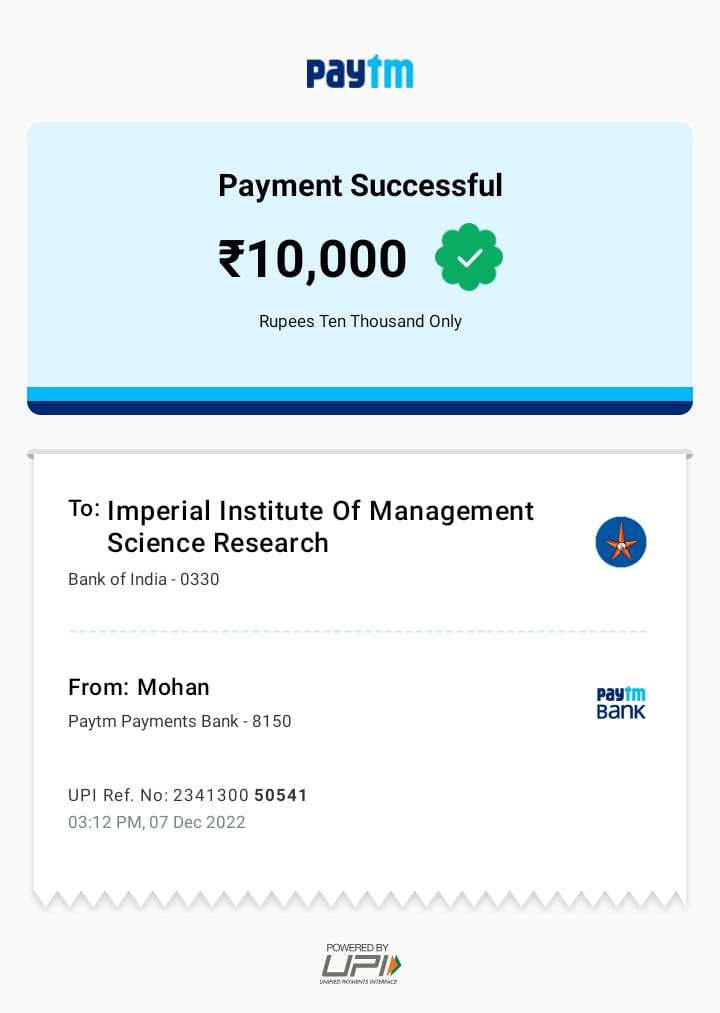 paytm
Payment Successful
₹10,000
Rupees Ten Thousand Only
To: Imperial Institute Of Management
Science Research
Bank of India - 0330
From: Mohan
Paytm Payments Bank - 8150
paytm
BANK
UPI Ref. No: 2341300 50541
03:12 PM, 07 Dec 2022
POWERED BY
UPI
UNIFIED PAYMENTS INTERFACE